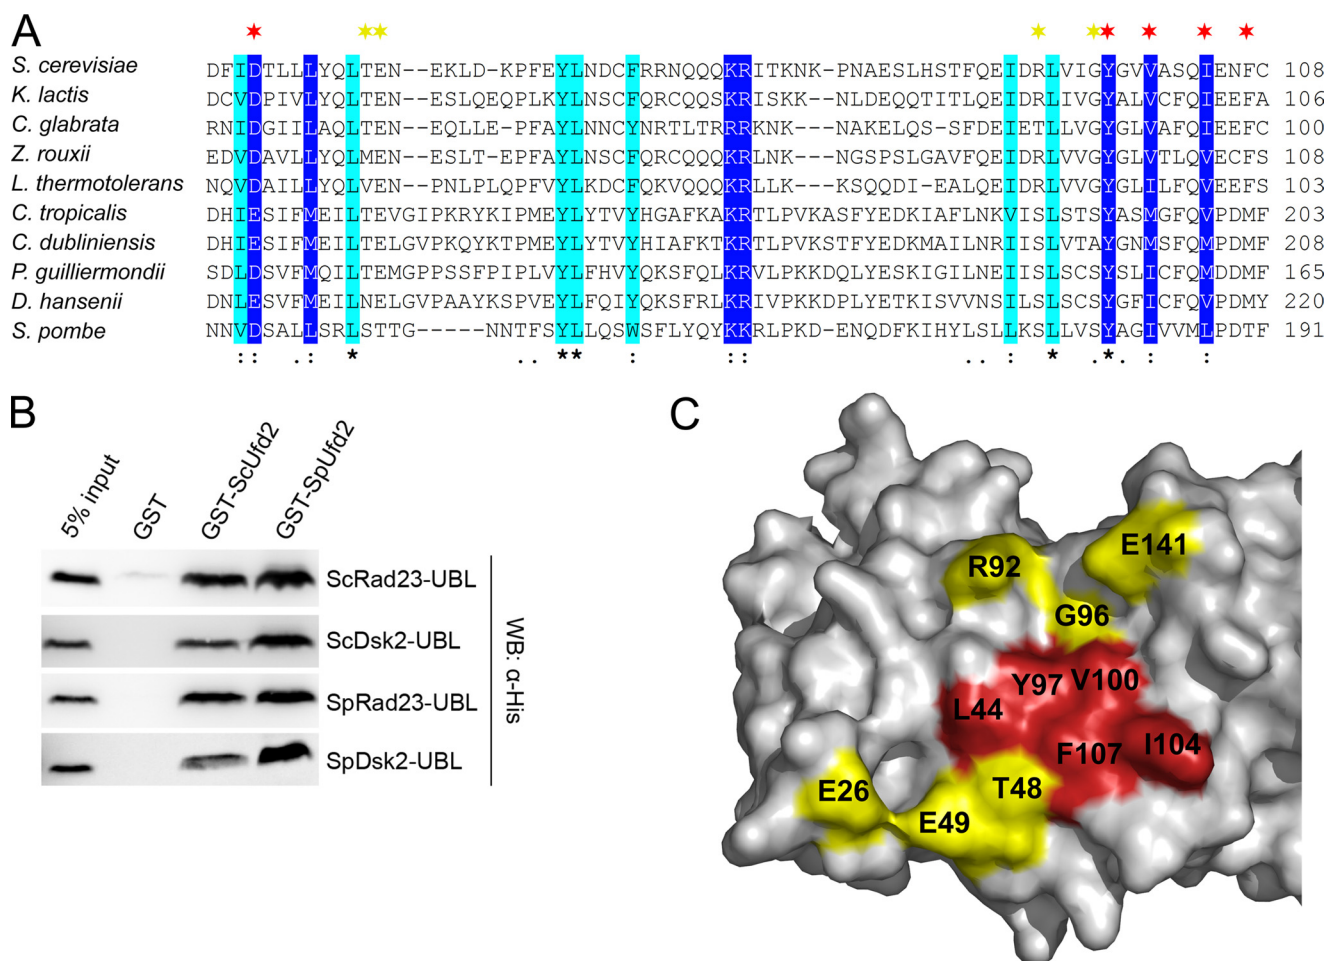 A
S. cerevisiae DFIDTLLLYQLTEN--EKLD-KPFEYLNDCFRRNQQQKRITKNK-PNAESLHSTFQEIDRLVIGYGVVASQIENFC 108
K. lactis DCVDPIVLYQLTEN--EQEQPLKYLNSCFQRCQQSKRISKK--NLDEQQTITLQEIDRLIVGYALVCFQIEEFA 106
C. glabrata RNIDGIILAQLTEN--EQLLE-PFAYLNNCYNRTLTRRRKNK--NAKELQS-SFDEIETLLVGYGLVAFQIEEFC 100
Z. rouxii EDVDAVLLYQLMEN--ESLT-EPFAYLNSCFQRCQQQKRLNK---NGSPSLGAVFQEIDRLVVGYGLVTLQVECFS 108
L. thermotolerans NQVDAILLYQLVEN--PNLPLQPFVYLKDCFQKVQQQKRLLK---KSQQDI-EALQEIDRLVVGYGLILFQVEEFS 103
C. tropicalis DHIESIFMEILTEVGIPKRYKIPMEYLYTVYHGAFKAKRTLPVKASFYEDKIAFLNKVISLSTSYASMGFQVPDMF 203
C. dubliniensis DHIESIFMEILTELGVPKQYKTPMEYLYTVYHIAFKTKRTLPVKSTFYEDKMAILNRIISLVTAYGNMSFQMPDMF 208
P. guilliermondii SDLDSVFMQILTEMGPPSSFPIPLVYLFHVYQKSFQLKRVLPKKDQLYESKIGILNEIISLSCSYSLICFQMDDMF 165
D. hansenii DNLESVFMEILNELGVPAAYKSPVEYLFQIYQKSFRLKRIVPKKDPLYETKISVVNSILSLSCSYGFICFQVPDMY 220
S. pombe NNVDSALLSRLSTTG-----NNTFSYLLQSWSFLYQYKKRLPKD-ENQDFKIHYLSLLKSLLVSYAGIVVMLPDTF 191
:: .: * .. ** : :: .. : * .*. : :
B
5% input GST GST-ScUfd2 GST-SpUfd2
ScRad23-UBL
ScDsk2-UBL
SpRad23-UBL
SpDsk2-UBL
WB: α-His
C
R92 E141
G96
Y97 V100
L44
F107 I104
E26 T48
E49